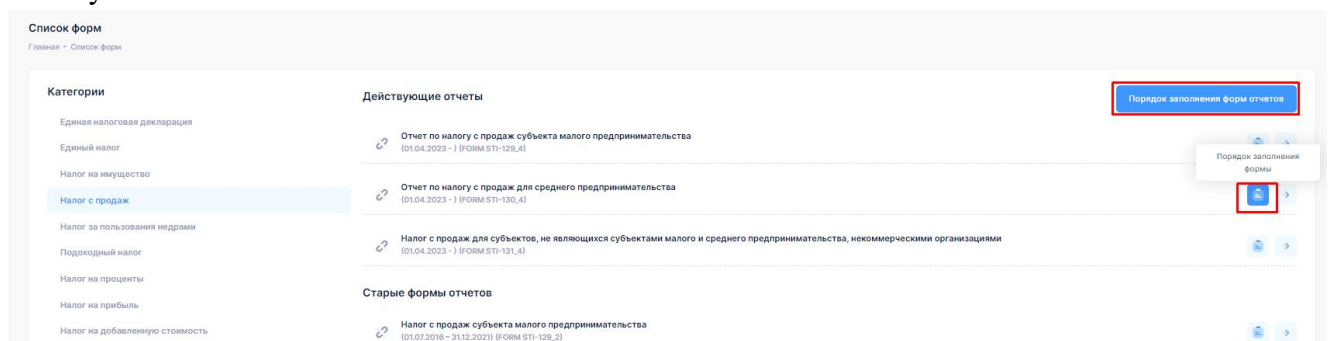 Список форм
Главная - Список форм
Категории
Единая налоговая декларация
Единый налог
Налог на имущество
Налог с продаж
Налог за пользования недрами
Подоходный налог
Налог на проценты
Налог на прибыль
Налог на добавленную стоимость
Действующие отчеты
Порядок заполнения форм отчетов
Отчет по налогу с продаж субъекта малого предпринимательства
(01.04.2023 - ) (FORM STI-129_4)
Порядок заполнения
формы
Отчет по налогу с продаж для среднего предпринимательства
(01.04.2023 - ) (FORM STI-130_4)
Налог с продаж для субъектов, не являющихся субъектами малого и среднего предпринимательства, некоммерческими организациями
(01.04.2023 - ) (FORM STI-131_4)
Старые формы отчетов
Налог с продаж субъекта малого предпринимательства
(01.07.2016 – 31.12.2021) (FORM STI-129_2)